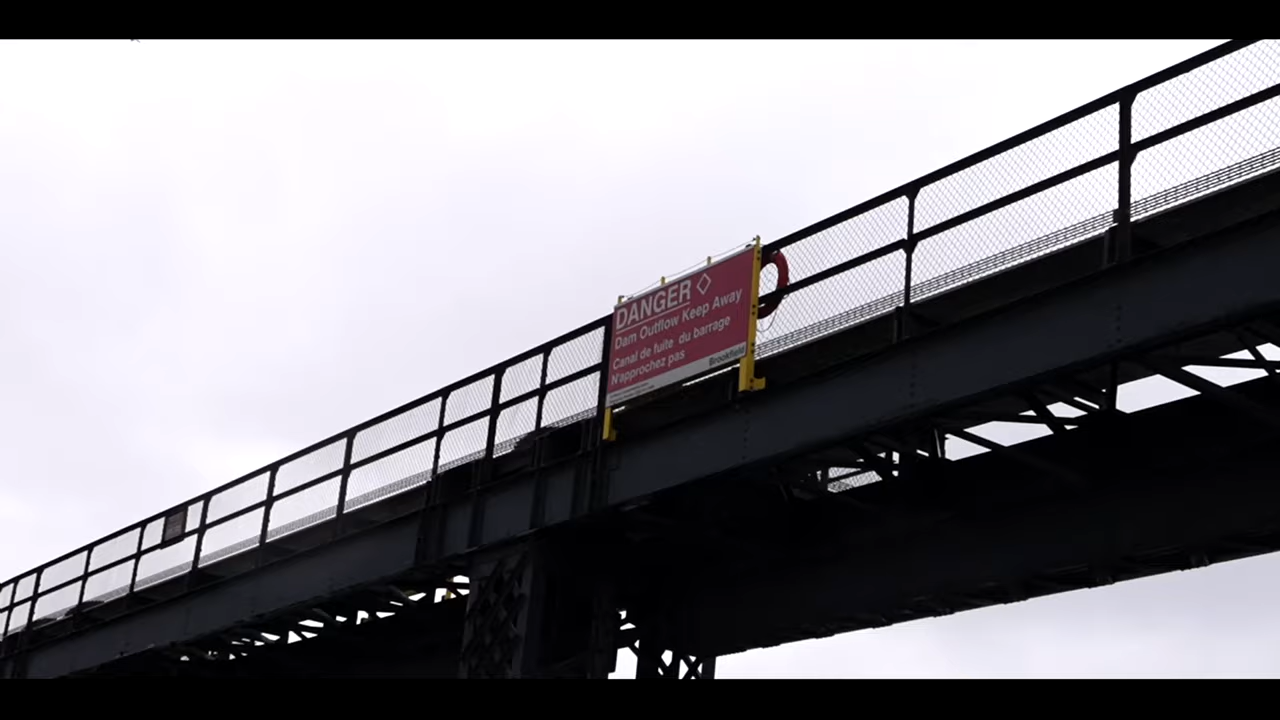 DANGER
Dam Outflow Keep Away
Canal de fuite du barrage
N'approchez pas
Brookfield